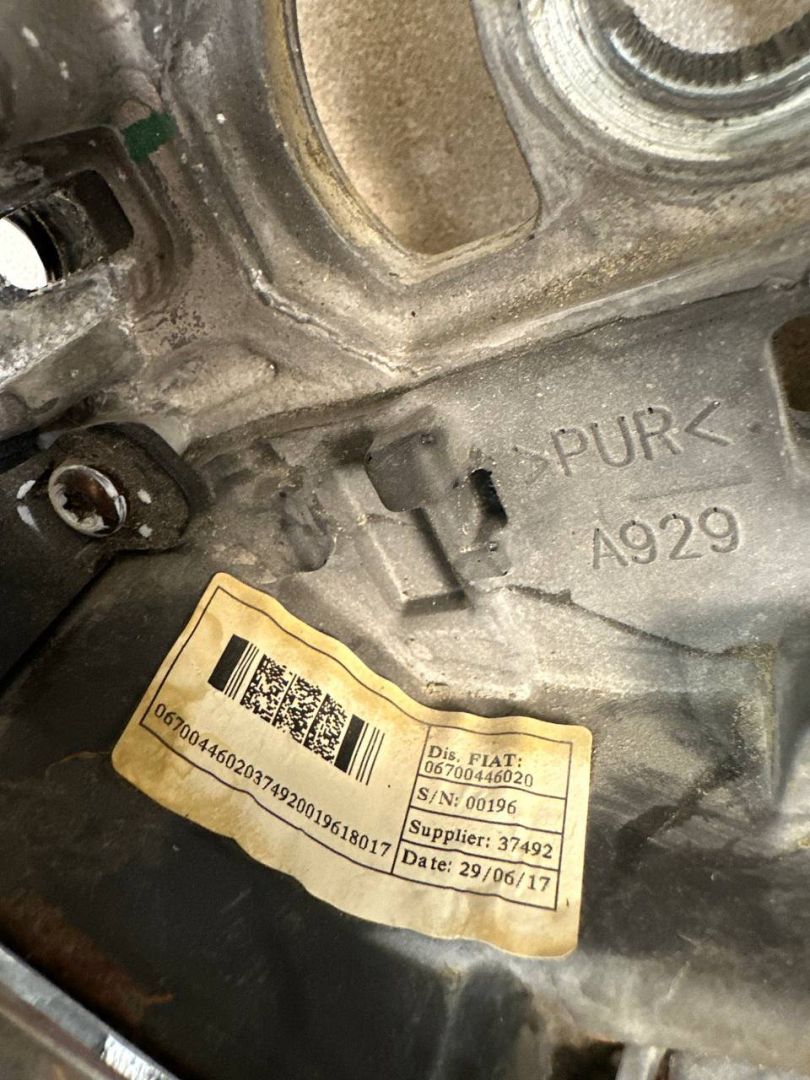 >PUR<
A929
06700446020374920019618017
Dis. FIAT:
06700446020
S/N: 00196
Supplier: 37492
Date: 29/06/17